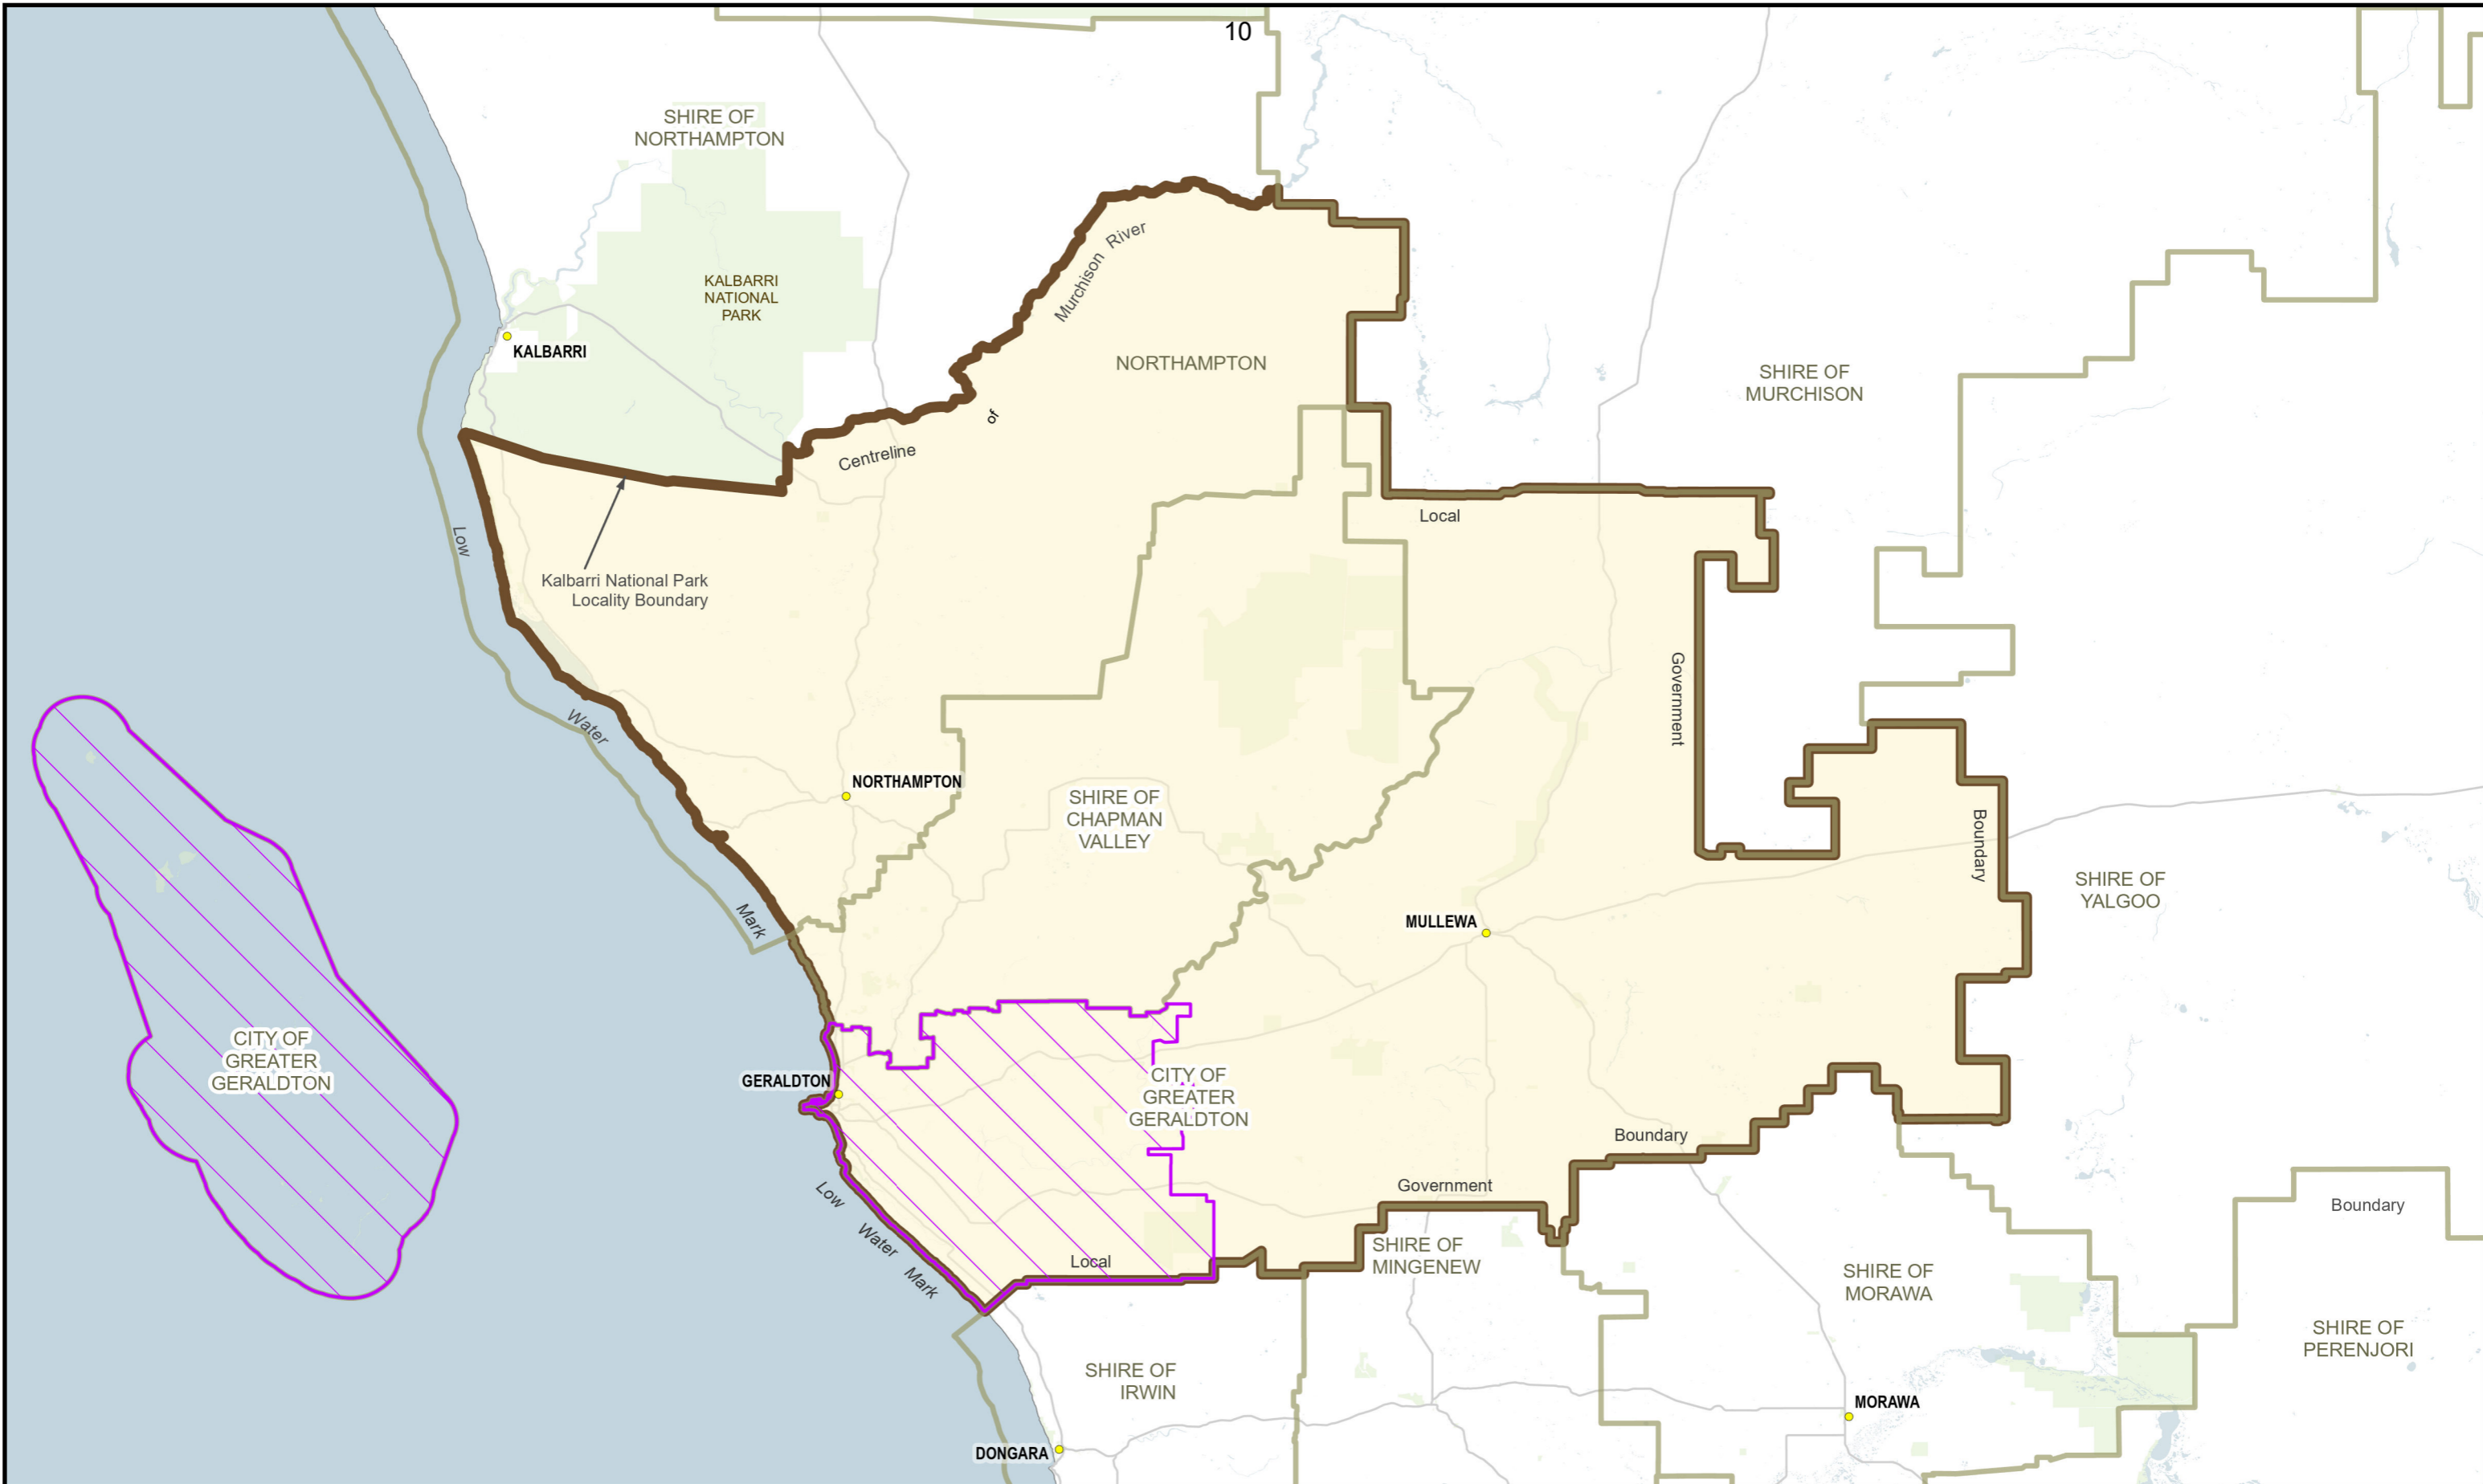 10
SHIRE OF
NORTHAMPTON
KALBARRI
NATIONAL
PARK
KALBARRI
Murchison River
NORTHAMPTON
SHIRE OF
MURCHISON
of
Centreline
Low
Local
Kalbarri National Park
Locality Boundary
Government
Water
NORTHAMPTON
SHIRE OF
CHAPMAN
VALLEY
Boundary
SHIRE OF
YALGOO
MULLEWA
Mark
CITY OF
GREATER
GERALDTON
GERALDTON
CITY OF
GREATER
GERALDTON
Boundary
Government
Low
Water
Mark
Local
SHIRE OF
MINGENEW
Boundary
SHIRE OF
MORAWA
SHIRE OF
PERENJORI
SHIRE OF
IRWIN
MORAWA
DONGARA